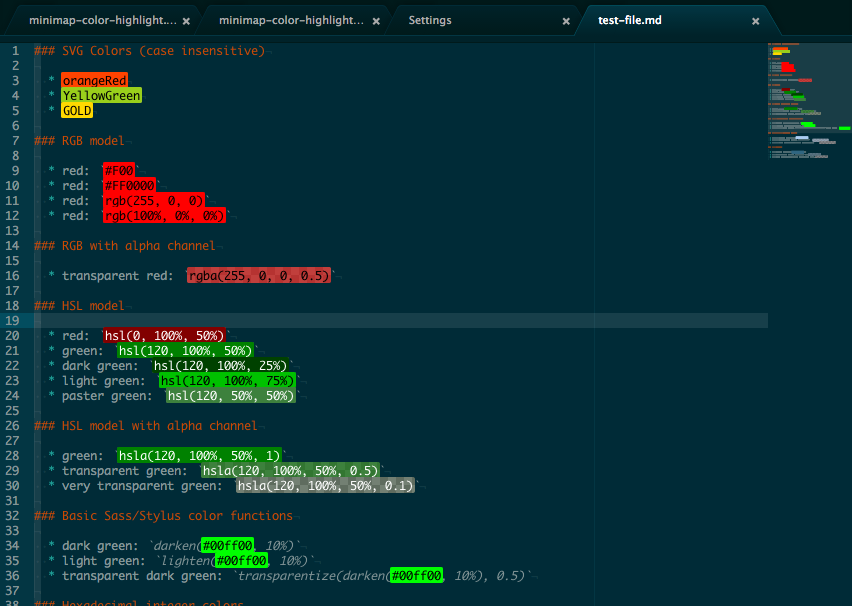 minimap-color-highlight.... × minimap-color-highlight... × Settings × test-file.md ×
1 ### SVG Colors (case insensitive)
2
3 * orangeRed
4 * YellowGreen
5 * GOLD
6
7 ### RGB model
8
9 * red: `#F00`
10 * red: `#FF0000`
11 * red: `rgb(255, 0, 0)`
12 * red: `rgb(100%, 0%, 0%)`
13
14 ### RGB with alpha channel
15
16 * transparent red: `rgba(255, 0, 0, 0.5)`
17
18 ### HSL model
19
20 * red: `hsl(0, 100%, 50%)`
21 * green: `hsl(120, 100%, 50%)`
22 * dark green: `hsl(120, 100%, 25%)`
23 * light green: `hsl(120, 100%, 75%)`
24 * paster green: `hsl(120, 50%, 50%)`
25
26 ### HSL model with alpha channel
27
28 * green: `hsla(120, 100%, 50%, 1)`
29 * transparent green: `hsla(120, 100%, 50%, 0.5)`
30 * very transparent green: `hsla(120, 100%, 50%, 0.1)`
31
32 ### Basic Sass/Stylus color functions
33
34 * dark green: `darken(#00ff00, 10%)`
35 * light green: `lighten(#00ff00, 10%)`
36 * transparent dark green: `transparentize(darken(#00ff00, 10%), 0.5)`
37
38 ### Hexadecimal integer colors